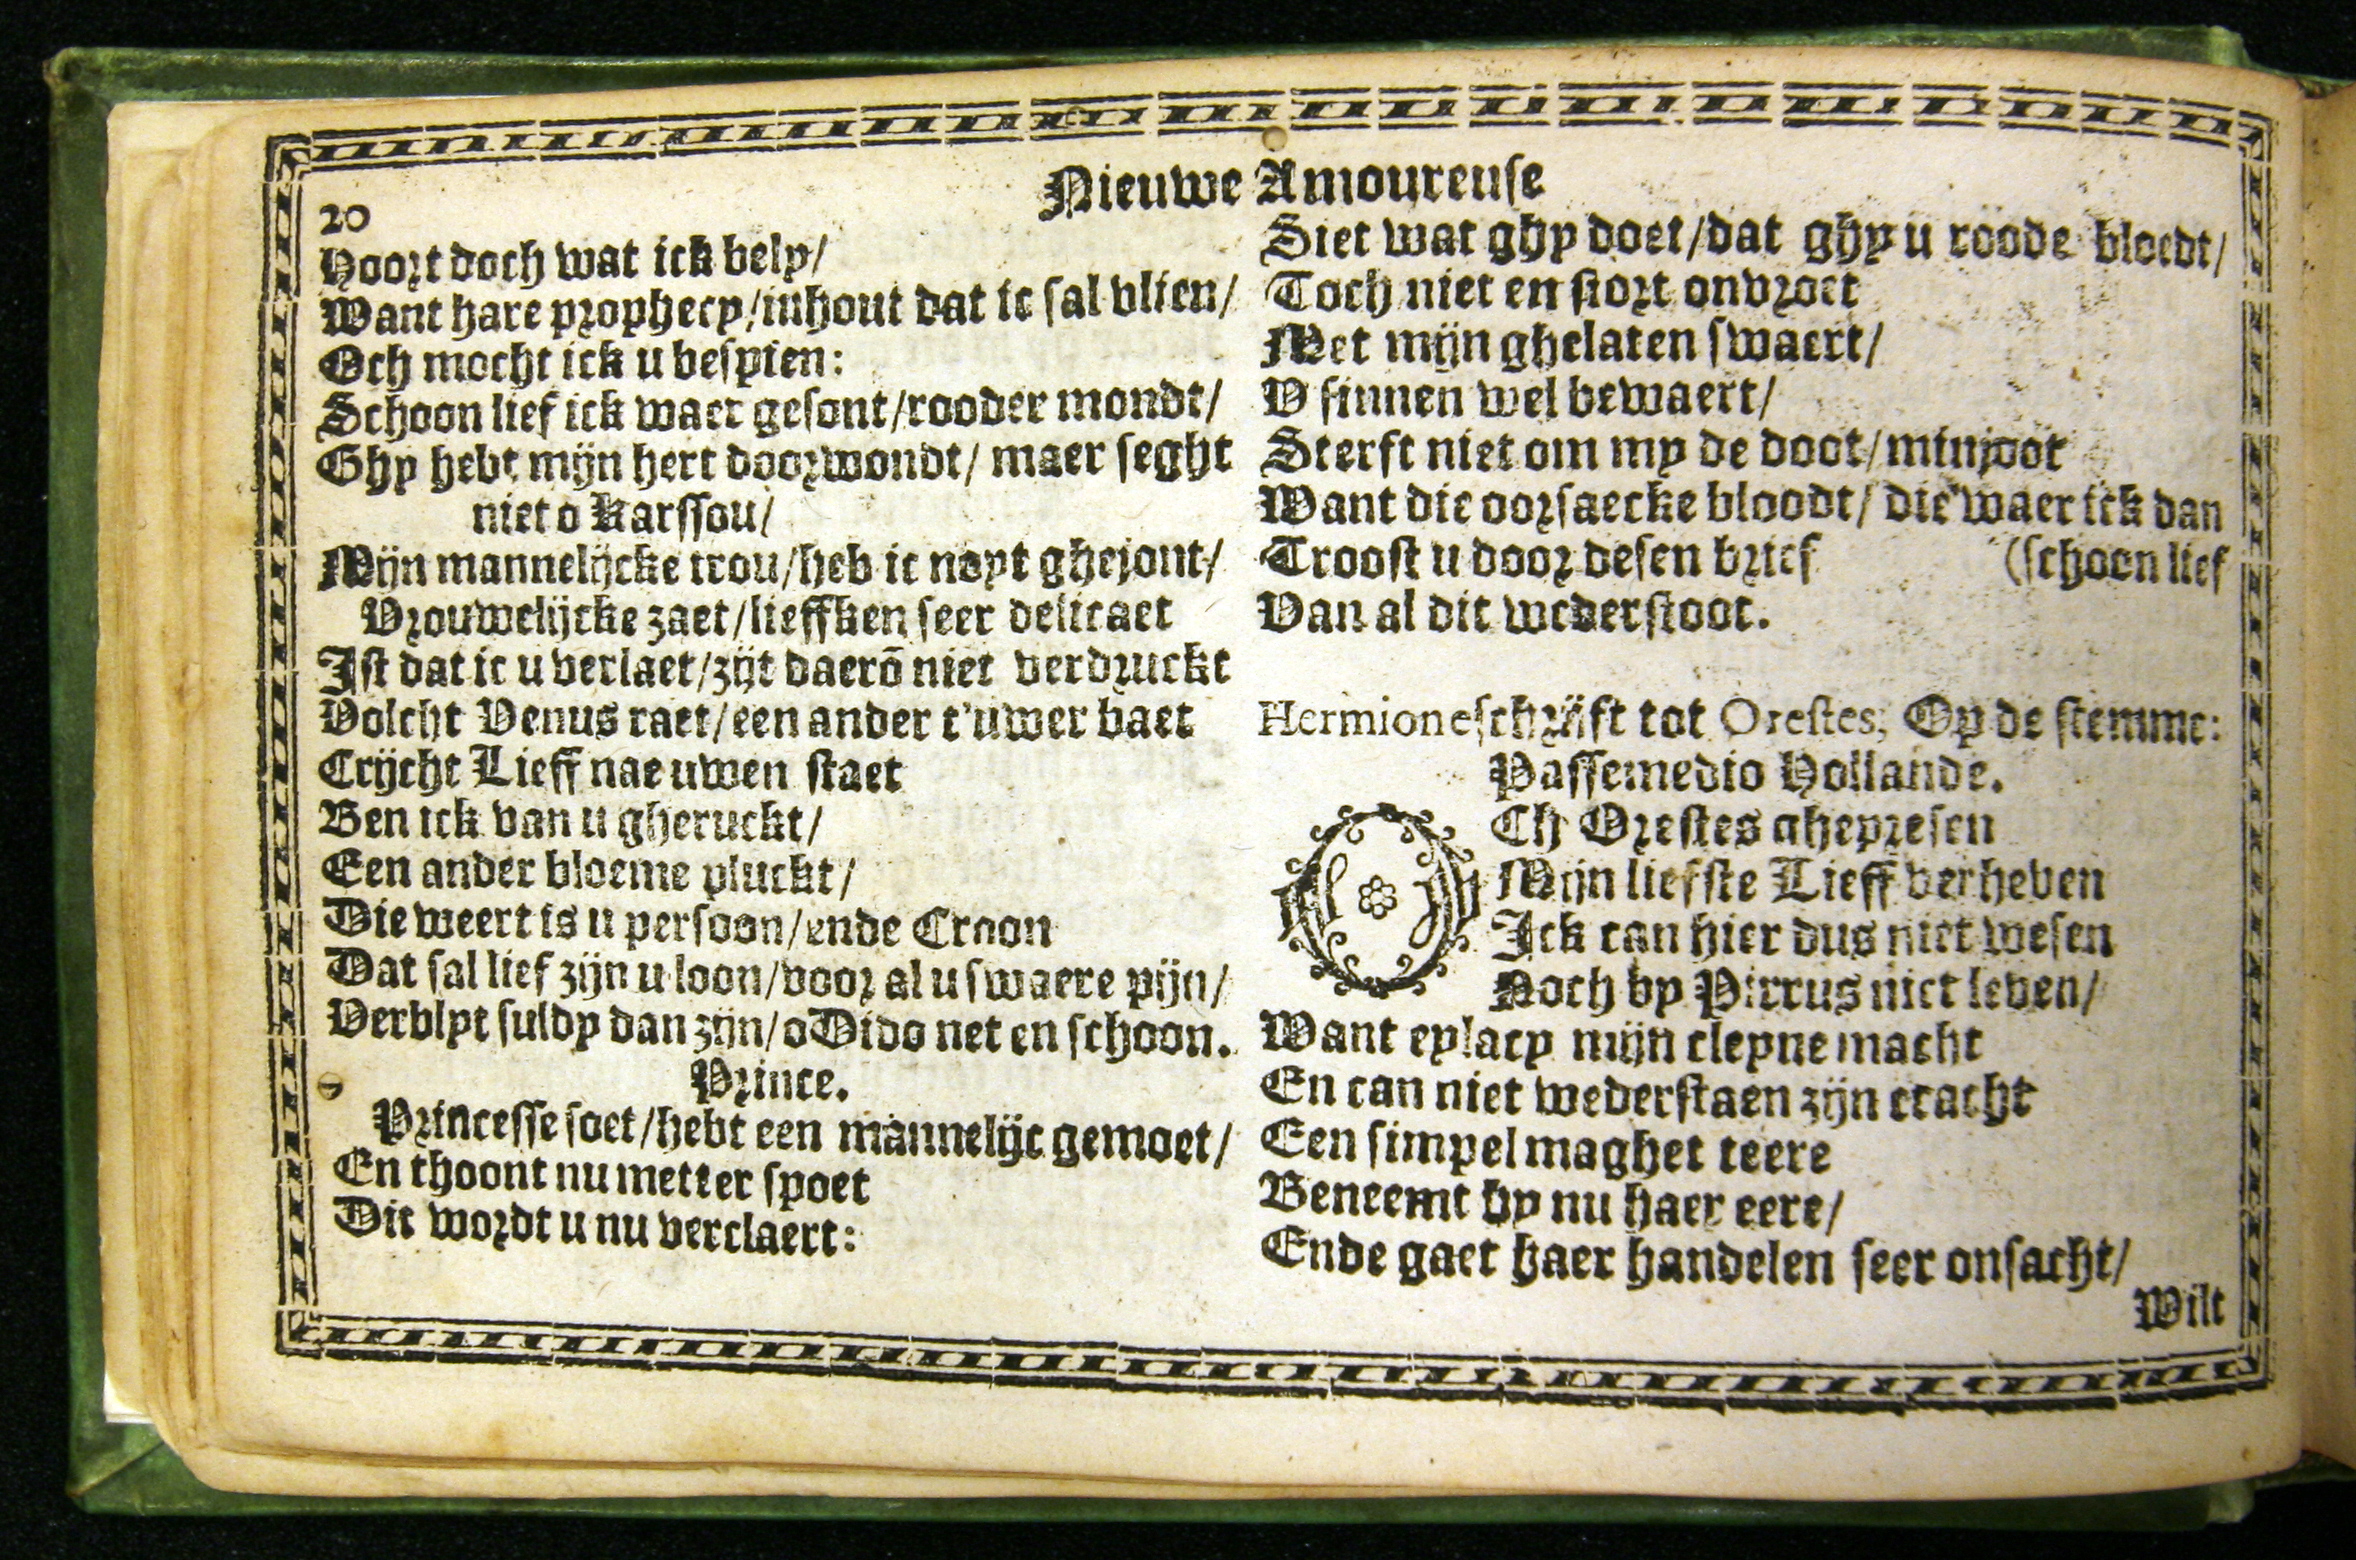 Nieuwe Amoureuse
20
Hoort doch wat ick bely/
Want hare prophecy/inhout dat ic sal vlien/
Och mocht ick u bespien:
Schoon lief ick waer gesont/rooder mondt/
Ghy hebt mijn hert doorwondt/ maer seght
niet o Karssou/
Mijn mannelijcke trou/heb ic noyt ghejont/
Vrouwelijcke zaet/lieffken seer delicaet
Ist dat ic u verlaet/zijt daerō niet verdruckt
Volcht Venus raet/een ander t'uwer baet
Crijcht Lieff nae uwen staet
Ben ick van u gheruckt/
Een ander bloeme pluckt/
Die weert is u persoon/ende Croon
Dat sal lief zijn u loon/voor al u swaere pijn/
Verblyt suldy dan zijn/o Dido net en schoon.
Prince.
Princesse soet/hebt een mannelijc gemoet/
En thoont nu metter spoet
Dit wordt u nu verclaert:
Siet wat ghy doet/dat ghy u roode bloedt/
Toch niet en stort onvroet
Met mijn ghelaten swaert/
V sinnen wel bewaert/
Sterft niet om my de doot/minjoot
Want die oorsaecke bloodt/ die waer ick dan
Troost u door desen brief (schoon lief
Van al dit wederstoot.
Hermione schrijft tot Orestes, Op de stemme:
Passemedio Hollande.
OCh Orestes ghepresen
Mijn liefste Lieff verheven
Ick can hier dus niet wesen
Noch by Pirrus niet leven/
Want eylacy mijn cleyne macht
En can niet wederstaen zijn cracht
Een simpel maghet teere
Beneemt hy nu haer eere/
Ende gaet haer handelen seer onsacht/
Wilt